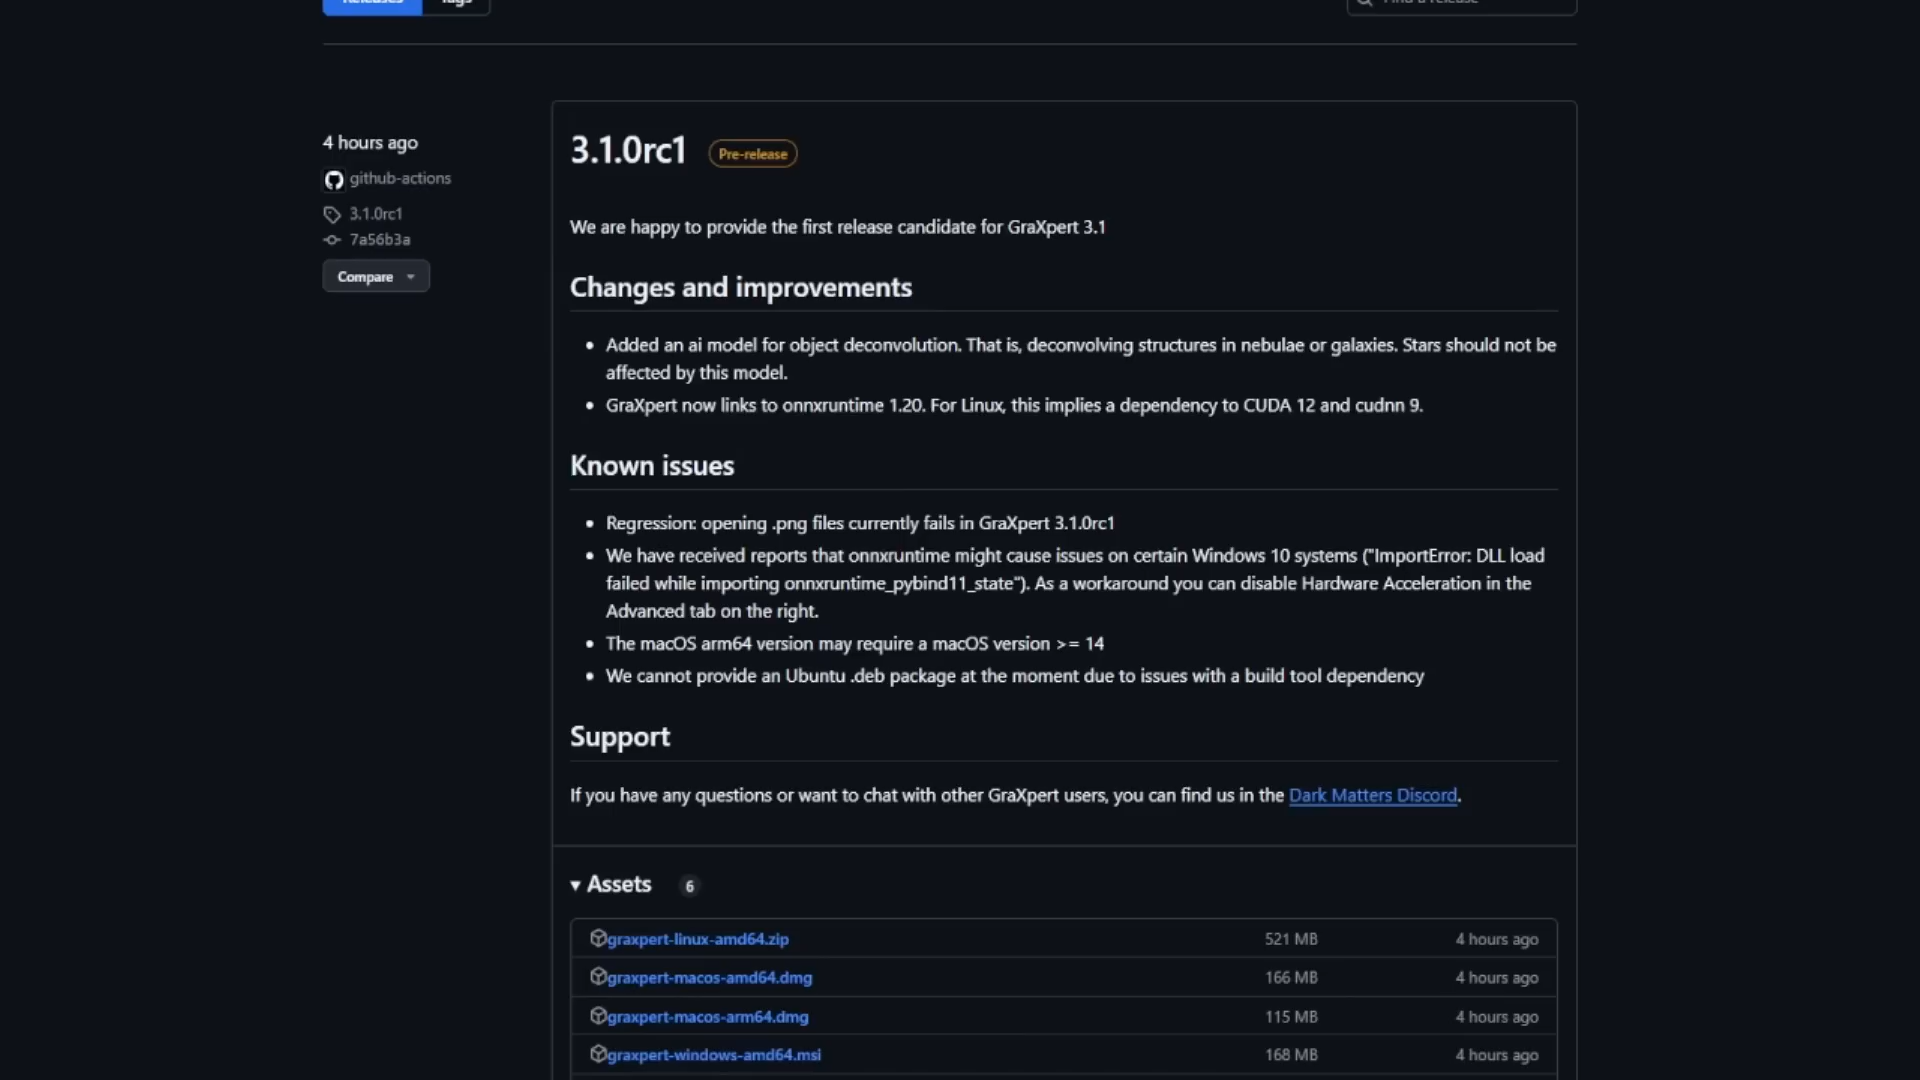 Releases Tags
Find a release
4 hours ago
github-actions
3.1.0rc1
7a56b3a
Compare
3.1.0rc1 Pre-release
We are happy to provide the first release candidate for GraXpert 3.1
Changes and improvements
Added an ai model for object deconvolution. That is, deconvolving structures in nebulae or galaxies. Stars should not be
affected by this model.
GraXpert now links to onnxruntime 1.20. For Linux, this implies a dependency to CUDA 12 and cudnn 9.
Known issues
Regression: opening .png files currently fails in GraXpert 3.1.0rc1
We have received reports that onnxruntime might cause issues on certain Windows 10 systems ("ImportError: DLL load
failed while importing onnxruntime_pybind11_state"). As a workaround you can disable Hardware Acceleration in the
Advanced tab on the right.
The macOS arm64 version may require a macOS version >= 14
We cannot provide an Ubuntu .deb package at the moment due to issues with a build tool dependency
Support
If you have any questions or want to chat with other GraXpert users, you can find us in the Dark Matters Discord.
Assets 6
graxpert-linux-amd64.zip 521 MB 4 hours ago
graxpert-macos-amd64.dmg 166 MB 4 hours ago
graxpert-macos-arm64.dmg 115 MB 4 hours ago
graxpert-windows-amd64.msi 168 MB 4 hours ago